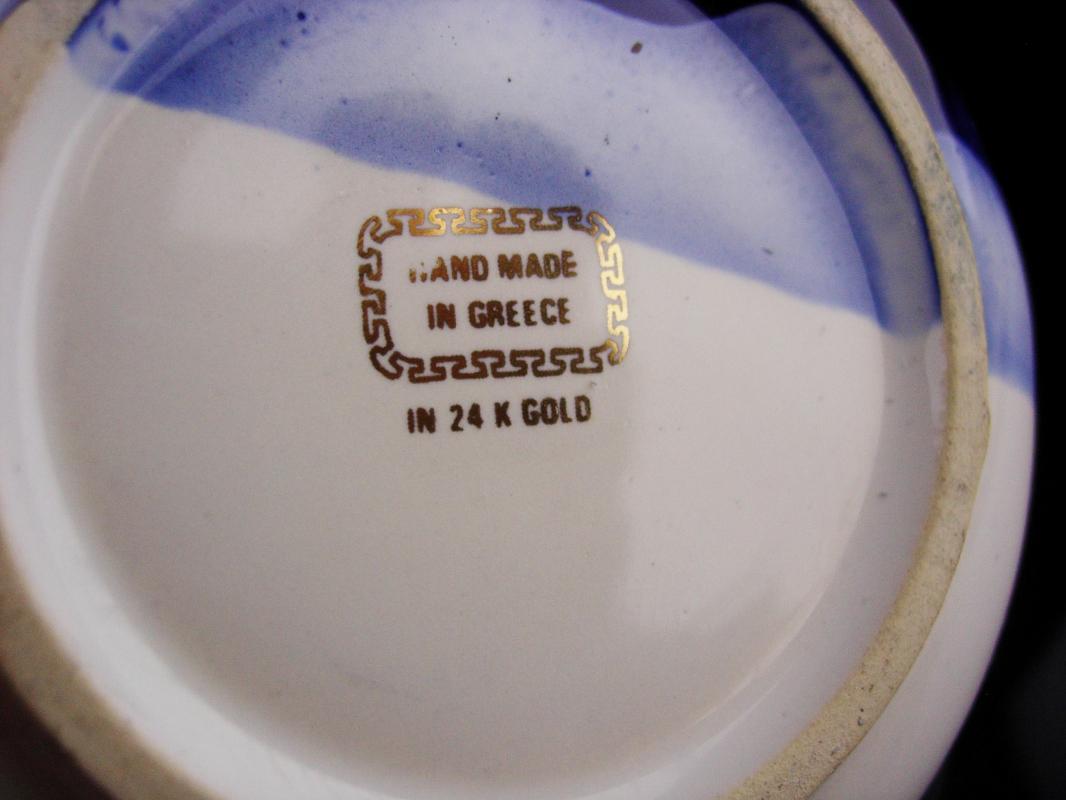 HAND MADE
IN GREECE
IN 24 K GOLD